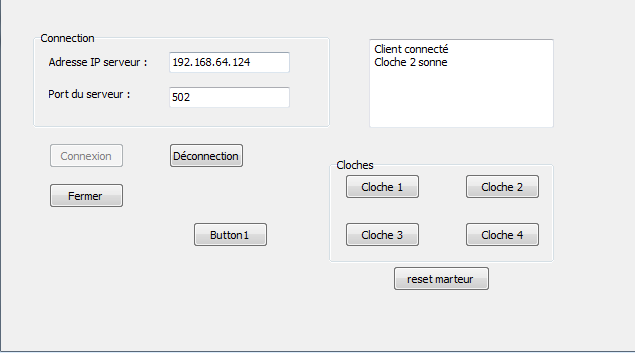 Connection
Adresse IP serveur :
192.168.64.124
Port du serveur :
502
Client connecté
Cloche 2 sonne
Connexion
Déconnection
Fermer
Button1
Cloches
Cloche 1
Cloche 2
Cloche 3
Cloche 4
reset marteur